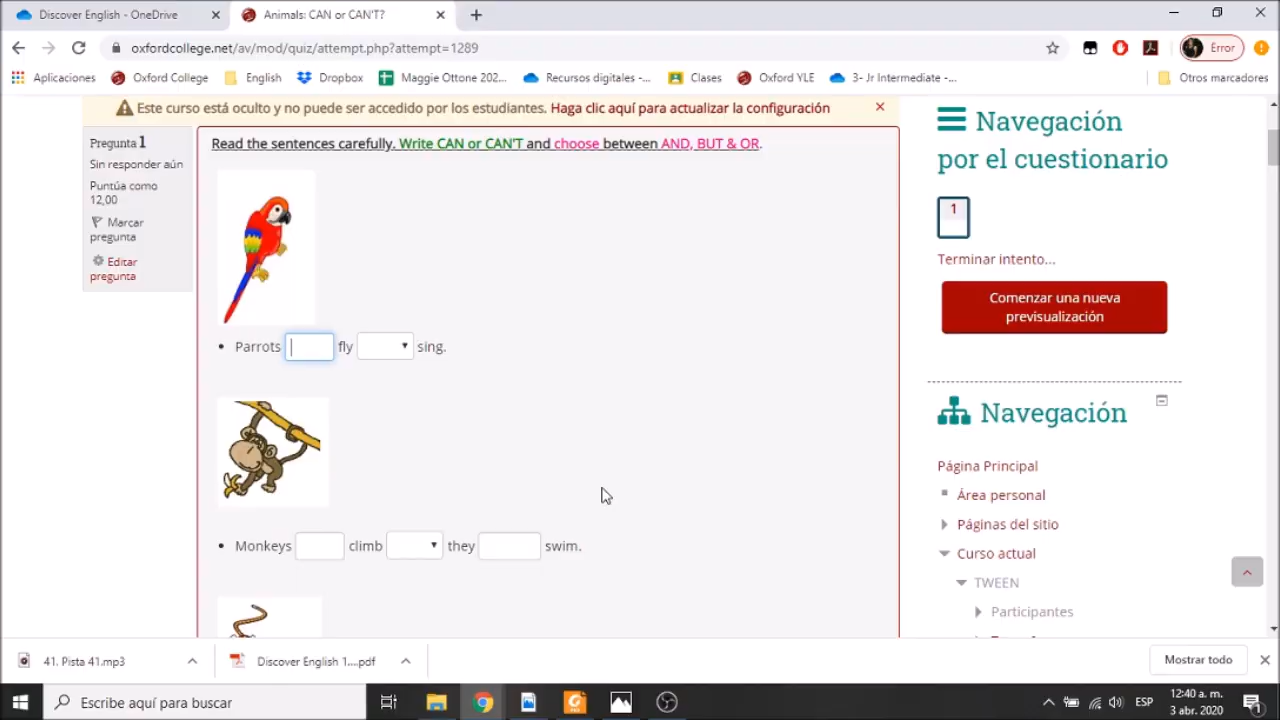 Discover English - OneDrive
Animals: CAN or CAN'T?
oxfordcollege.net/av/mod/quiz/attempt.php?attempt=1289
Error
Aplicaciones
Oxford College
English
Dropbox
Maggie Ottone 202...
Recursos digitales -...
Clases
Oxford YLE
3- Jr Intermediate -...
Otros marcadores
Este curso está oculto y no puede ser accedido por los estudiantes. Haga clic aquí para actualizar la configuración
Pregunta 1
Sin responder aún
Puntúa como
12,00
Marcar
pregunta
Editar
pregunta
Read the sentences carefully. Write CAN or CAN'T and choose between AND, BUT & OR.
Parrots fly sing.
Monkeys climb they swim.
Navegación
por el cuestionario
1
Terminar intento...
Comenzar una nueva
previsualización
Navegación
Página Principal
Área personal
Páginas del sitio
Curso actual
TWEEN
Participantes
41. Pista 41.mp3
Discover English 1....pdf
Mostrar todo
Escribe aquí para buscar
ESP
12:40 a. m.
3 abr. 2020
1